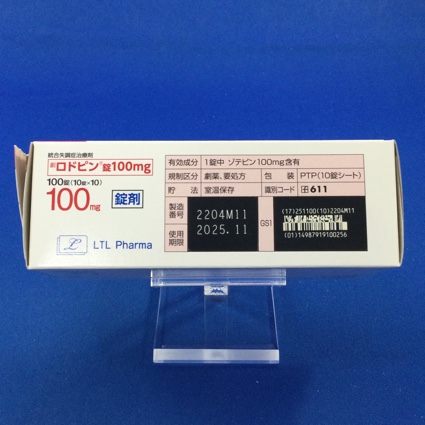 統合失調症治療剤
劇 ロドピン®錠100mg
100錠(10錠×10)
100mg 錠剤
LTL Pharma
有効成分 1錠中 ゾテピン100mg含有
規制区分 劇薬、要処方 包装 PTP(10錠シート)
貯法 室温保存 識別コード 611
製造番号 2204M11
使用期限 2025.11
GS1
(17)251100(10)2204M11
(01)14987919100256